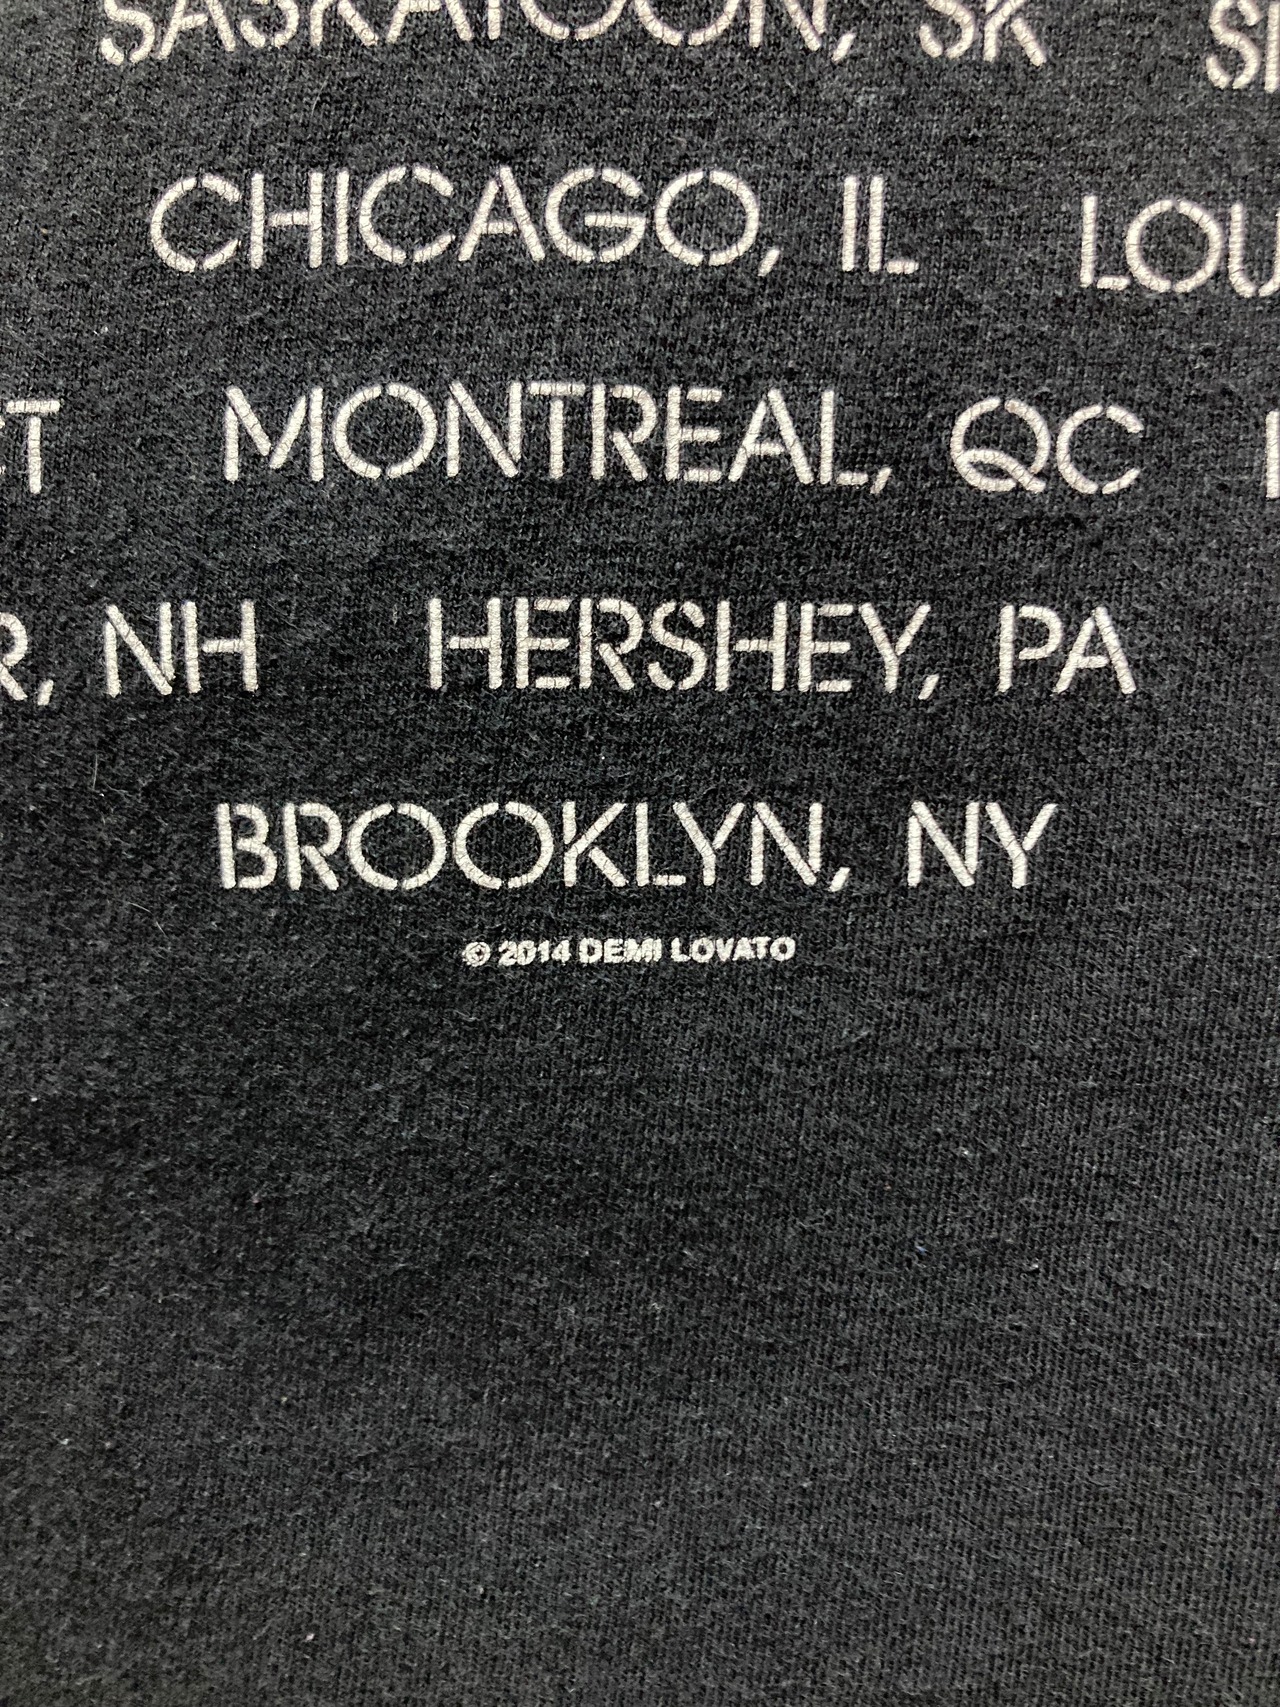 SASKATOON, SK
CHICAGO, IL
MONTREAL, QC
NH HERSHEY, PA
BROOKLYN, NY
© 2014 DEMI LOVATO